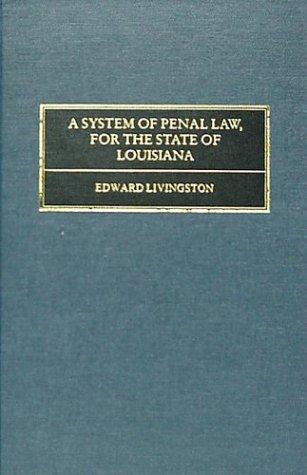 A SYSTEM OF PENAL LAW,
FOR THE STATE OF
LOUISIANA
EDWARD LIVINGSTON